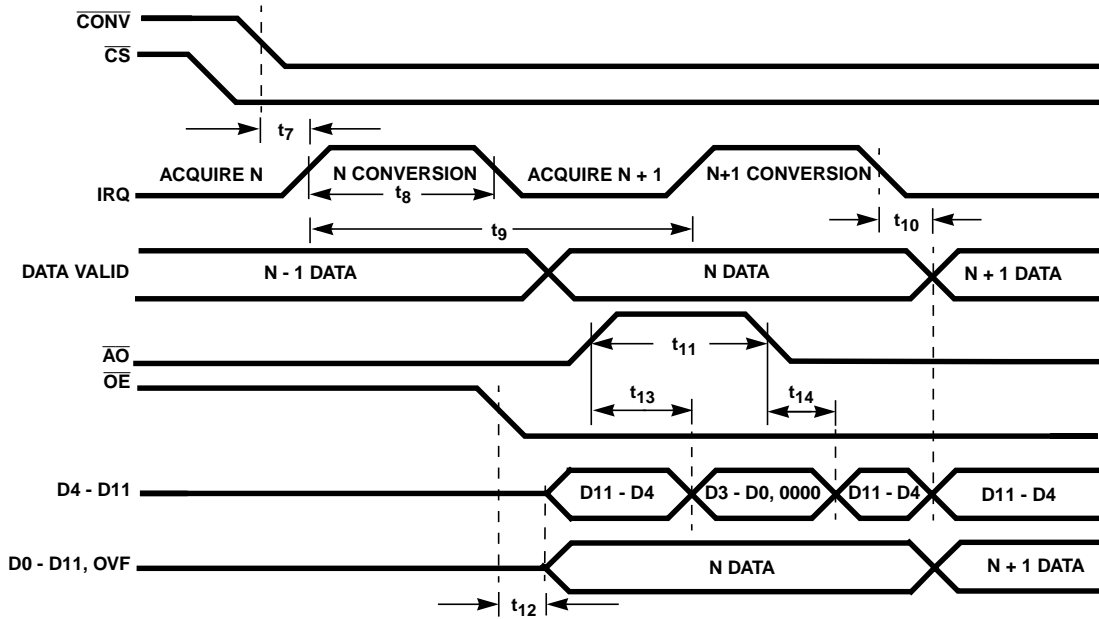 CONV
CS
t7
ACQUIRE N
N CONVERSION
ACQUIRE N + 1
N+1 CONVERSION
IRQ
t8
t10
t9
DATA VALID
N - 1 DATA
N DATA
N + 1 DATA
AO
t11
OE
t13
t14
D4 - D11
D11 - D4
D3 - D0, 0000
D11 - D4
D11 - D4
D0 - D11, OVF
N DATA
N + 1 DATA
t12